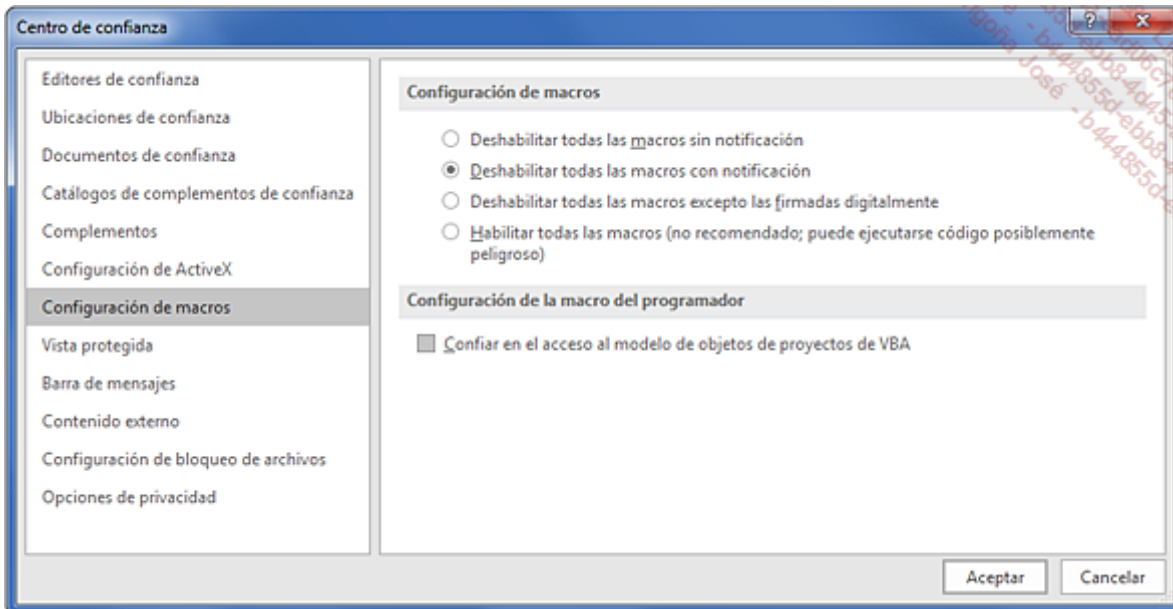 Centro de confianza
Editores de confianza
Ubicaciones de confianza
Documentos de confianza
Catálogos de complementos de confianza
Complementos
Configuración de ActiveX
Configuración de macros
Vista protegida
Barra de mensajes
Contenido externo
Configuración de bloqueo de archivos
Opciones de privacidad
Configuración de macros
Deshabilitar todas las macros sin notificación
Deshabilitar todas las macros con notificación
Deshabilitar todas las macros excepto las firmadas digitalmente
Habilitar todas las macros (no recomendado; puede ejecutarse código posiblemente
peligroso)
Configuración de la macro del programador
Confiar en el acceso al modelo de objetos de proyectos de VBA
Aceptar
Cancelar